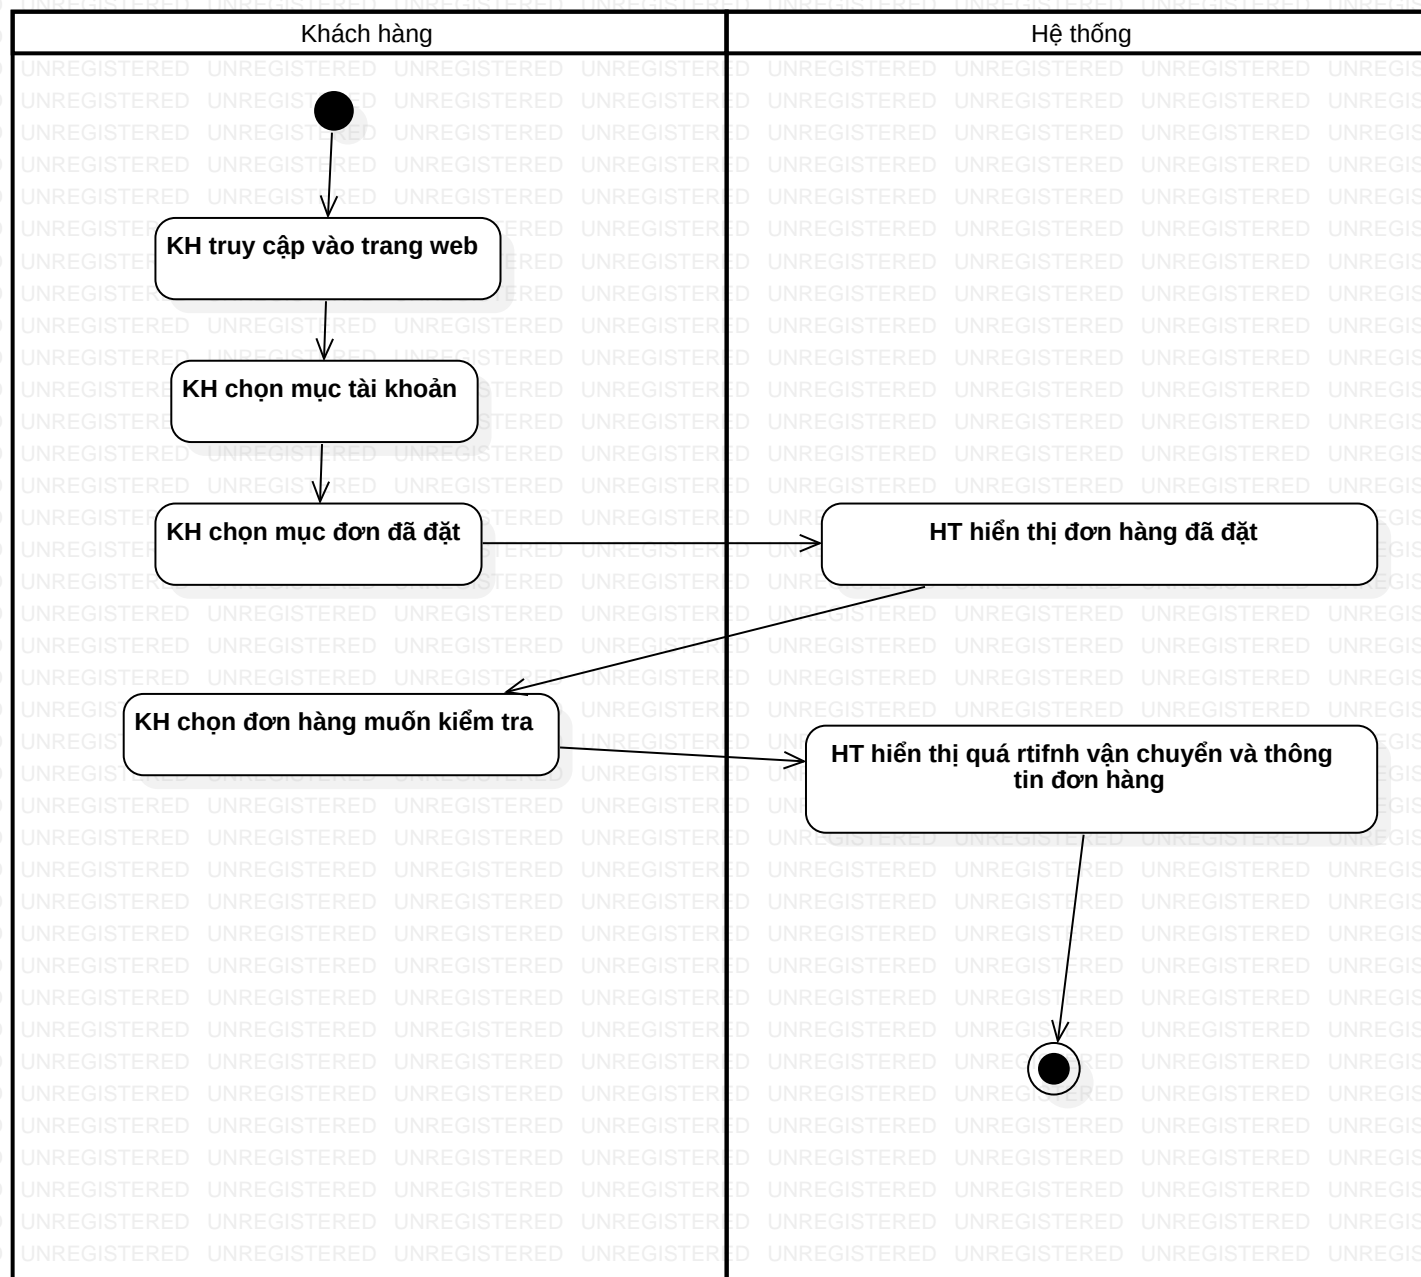 Khách hàng
Hệ thống
KH truy cập vào trang web
KH chọn mục tài khoản
KH chọn mục đơn đã đặt
HT hiển thị đơn hàng đã đặt
KH chọn đơn hàng muốn kiểm tra
HT hiển thị quá rtifnh vận chuyển và thông
tin đơn hàng
UNREGISTERED